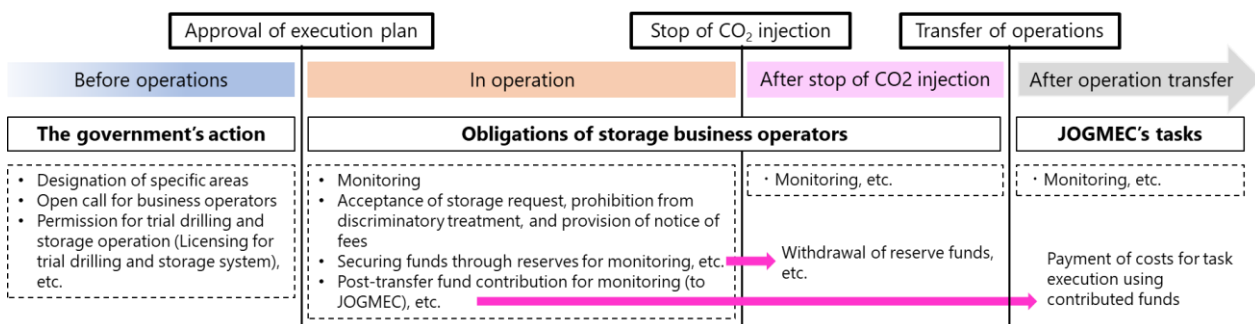 Approval of execution plan
Stop of CO₂ injection
Transfer of operations
Before operations
In operation
After stop of CO2 injection
After operation transfer
The government's action
Obligations of storage business operators
JOGMEC's tasks
• Designation of specific areas
• Open call for business operators
• Permission for trial drilling and
storage operation (Licensing for
trial drilling and storage system),
etc.
• Monitoring
• Acceptance of storage request, prohibition from
discriminatory treatment, and provision of notice of
fees
• Securing funds through reserves for monitoring, etc.
• Post-transfer fund contribution for monitoring (to
JOGMEC), etc.
・Monitoring, etc.
Withdrawal of reserve funds,
etc.
・Monitoring, etc.
Payment of costs for task
execution using
contributed funds